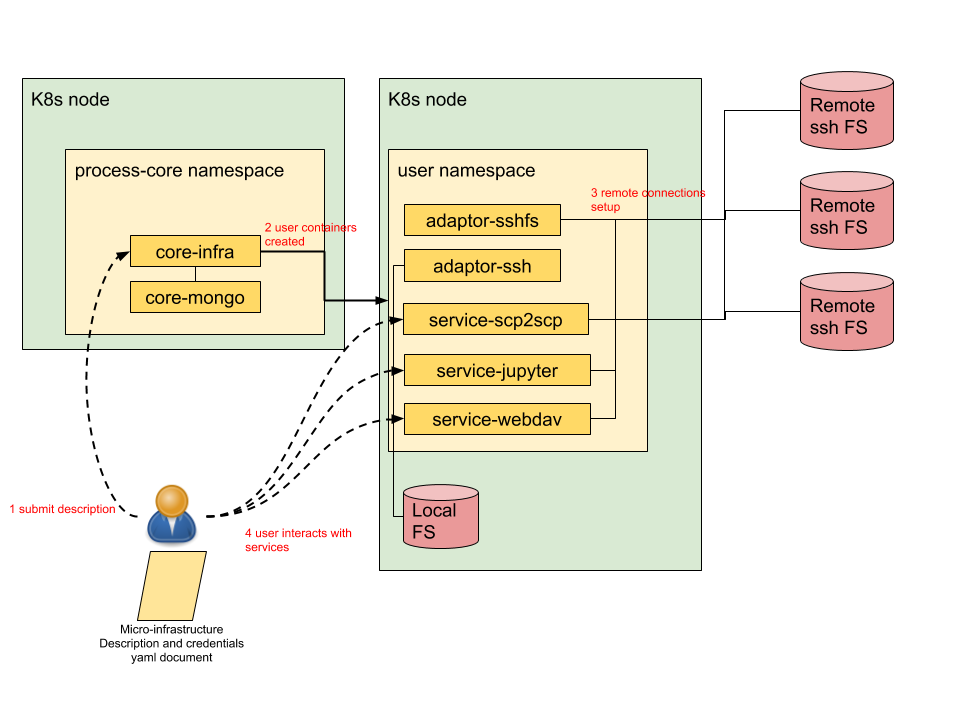 K8s node
process-core namespace
2 user containers
created
core-infra
core-mongo
K8s node
user namespace
3 remote connections
setup
adaptor-sshfs
adaptor-ssh
service-scp2scp
service-jupyter
service-webdav
Local
FS
Remote
ssh FS
Remote
ssh FS
Remote
ssh FS
1 submit description
4 user interacts with
services
Micro-infrastructure
Description and credentials
yaml document